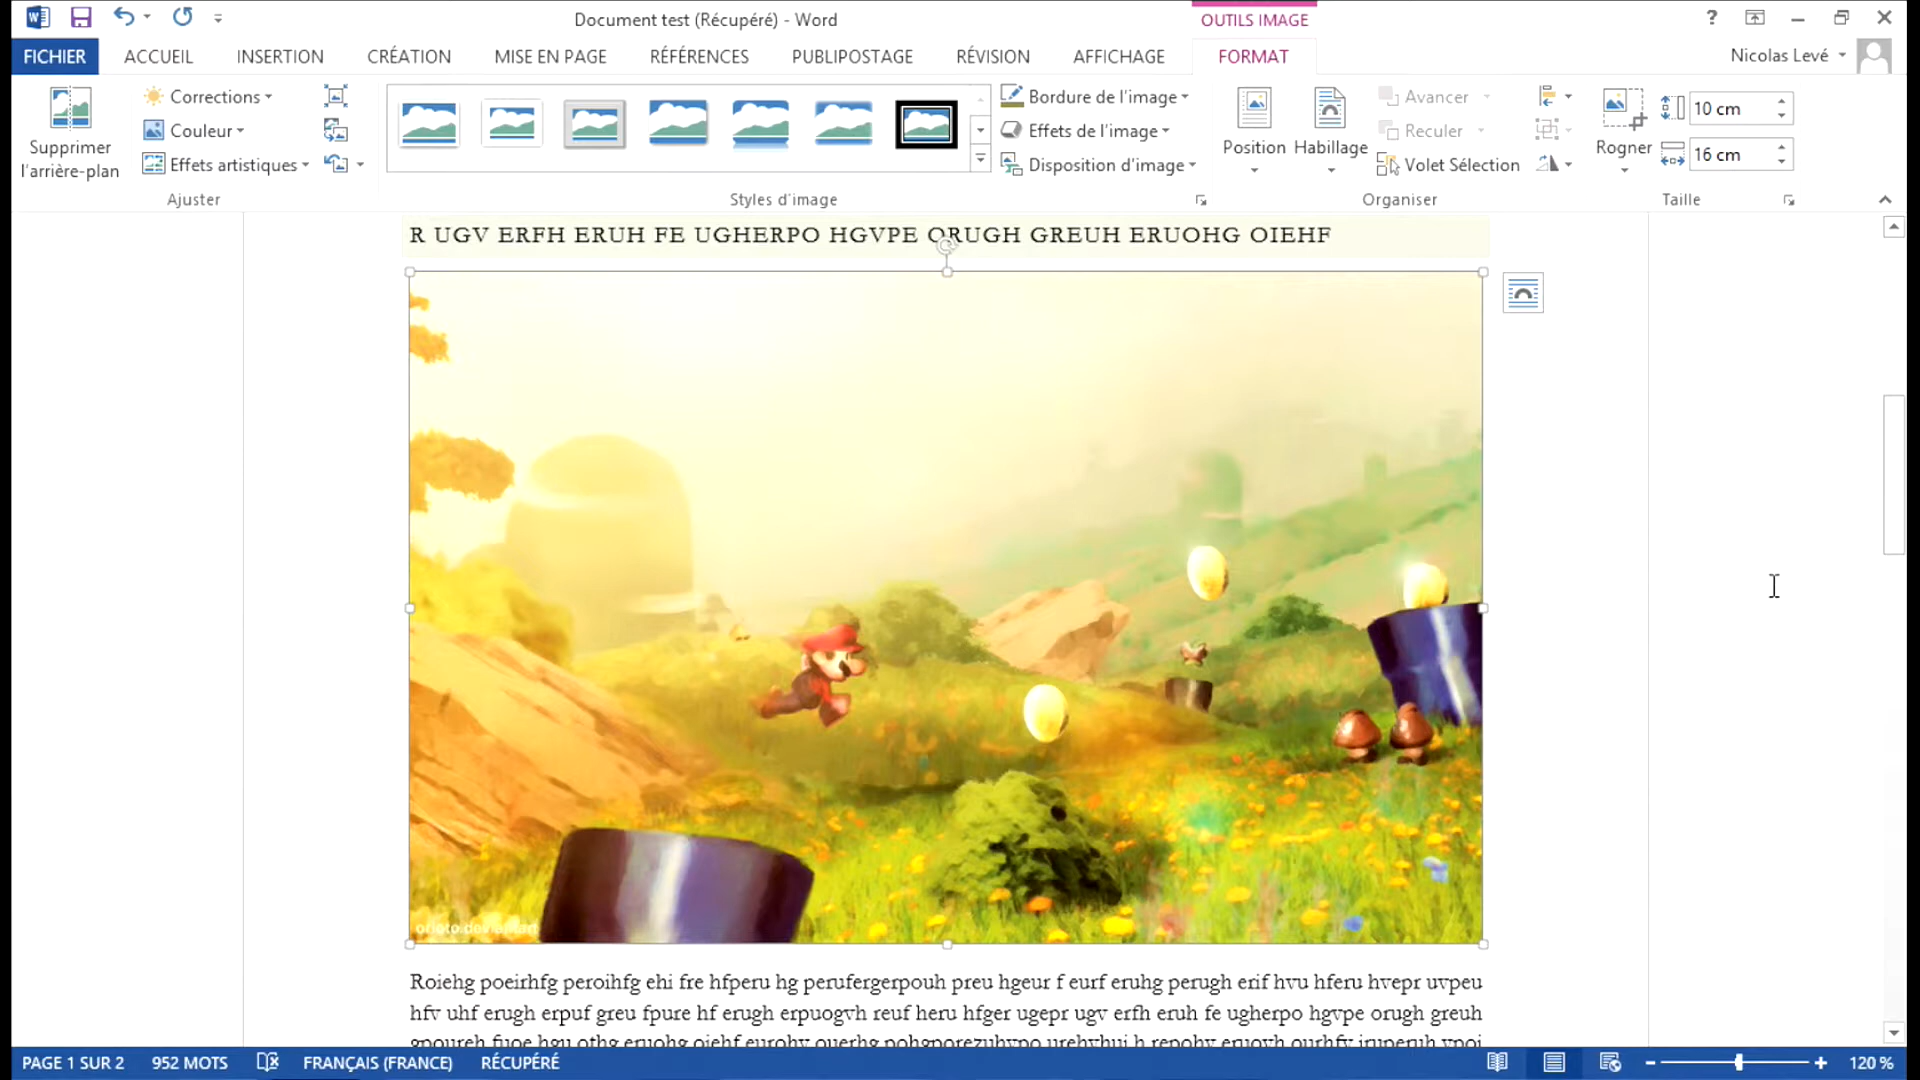 Document test (Récupéré) - Word
OUTILS IMAGE
?
FICHIER
ACCUEIL
INSERTION
CRÉATION
MISE EN PAGE
RÉFÉRENCES
PUBLIPOSTAGE
RÉVISION
AFFICHAGE
FORMAT
Nicolas Levé
Supprimer
l'arrière-plan
Corrections
Couleur
Effets artistiques
Ajuster
Styles d'image
Bordure de l'image
Effets de l'image
Disposition d'image
Position
Habillage
Avancer
Reculer
Volet Sélection
Organiser
Rogner
10 cm
16 cm
Taille
R UGV ERFH ERUH FE UGHERPO HGVPE ORUGH GREUH ERUOHG OIEHF
Roiehg poeirhfg peroihfg ehi fre hfperu hg perufergerpouh preu hgeur f eurf eruhg perugh erif hvu hferu hvepr uvpeu
hfv uhf erugh erpuf greu fpure hf erugh erpuogvh reuf heru hfger ugepr ugv erfh eruh fe ugherpo hgvpe orugh greuh
PAGE 1 SUR 2
952 MOTS
FRANÇAIS (FRANCE)
RÉCUPÉRÉ
120 %